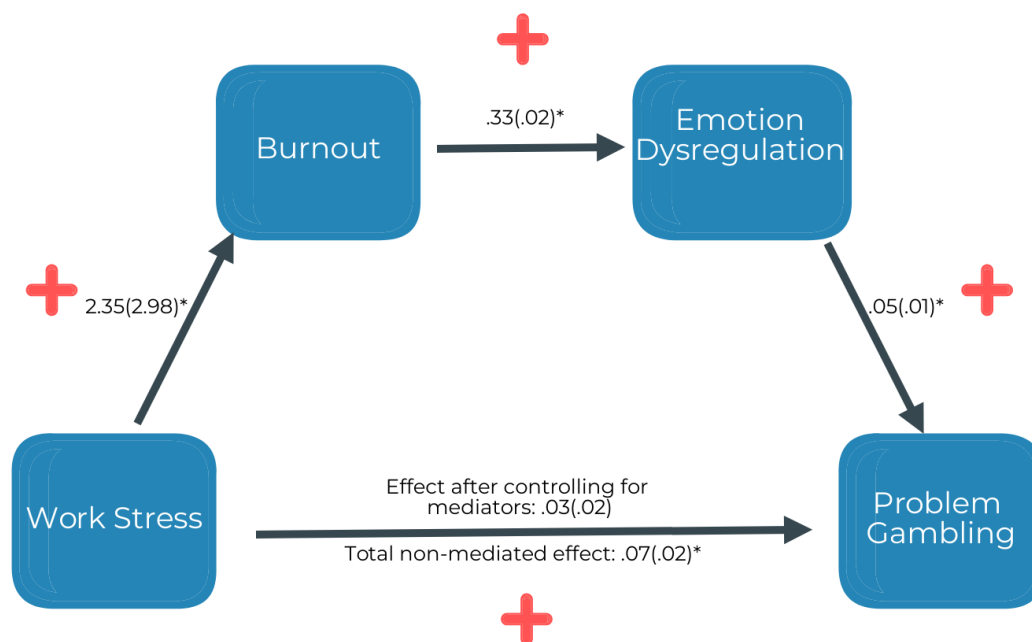 .33(.02)*
Burnout
Emotion
Dysregulation
2.35(2.98)*
.05(.01)*
Work Stress
Effect after controlling for
mediators: .03(.02)
Total non-mediated effect: .07(.02)*
Problem
Gambling